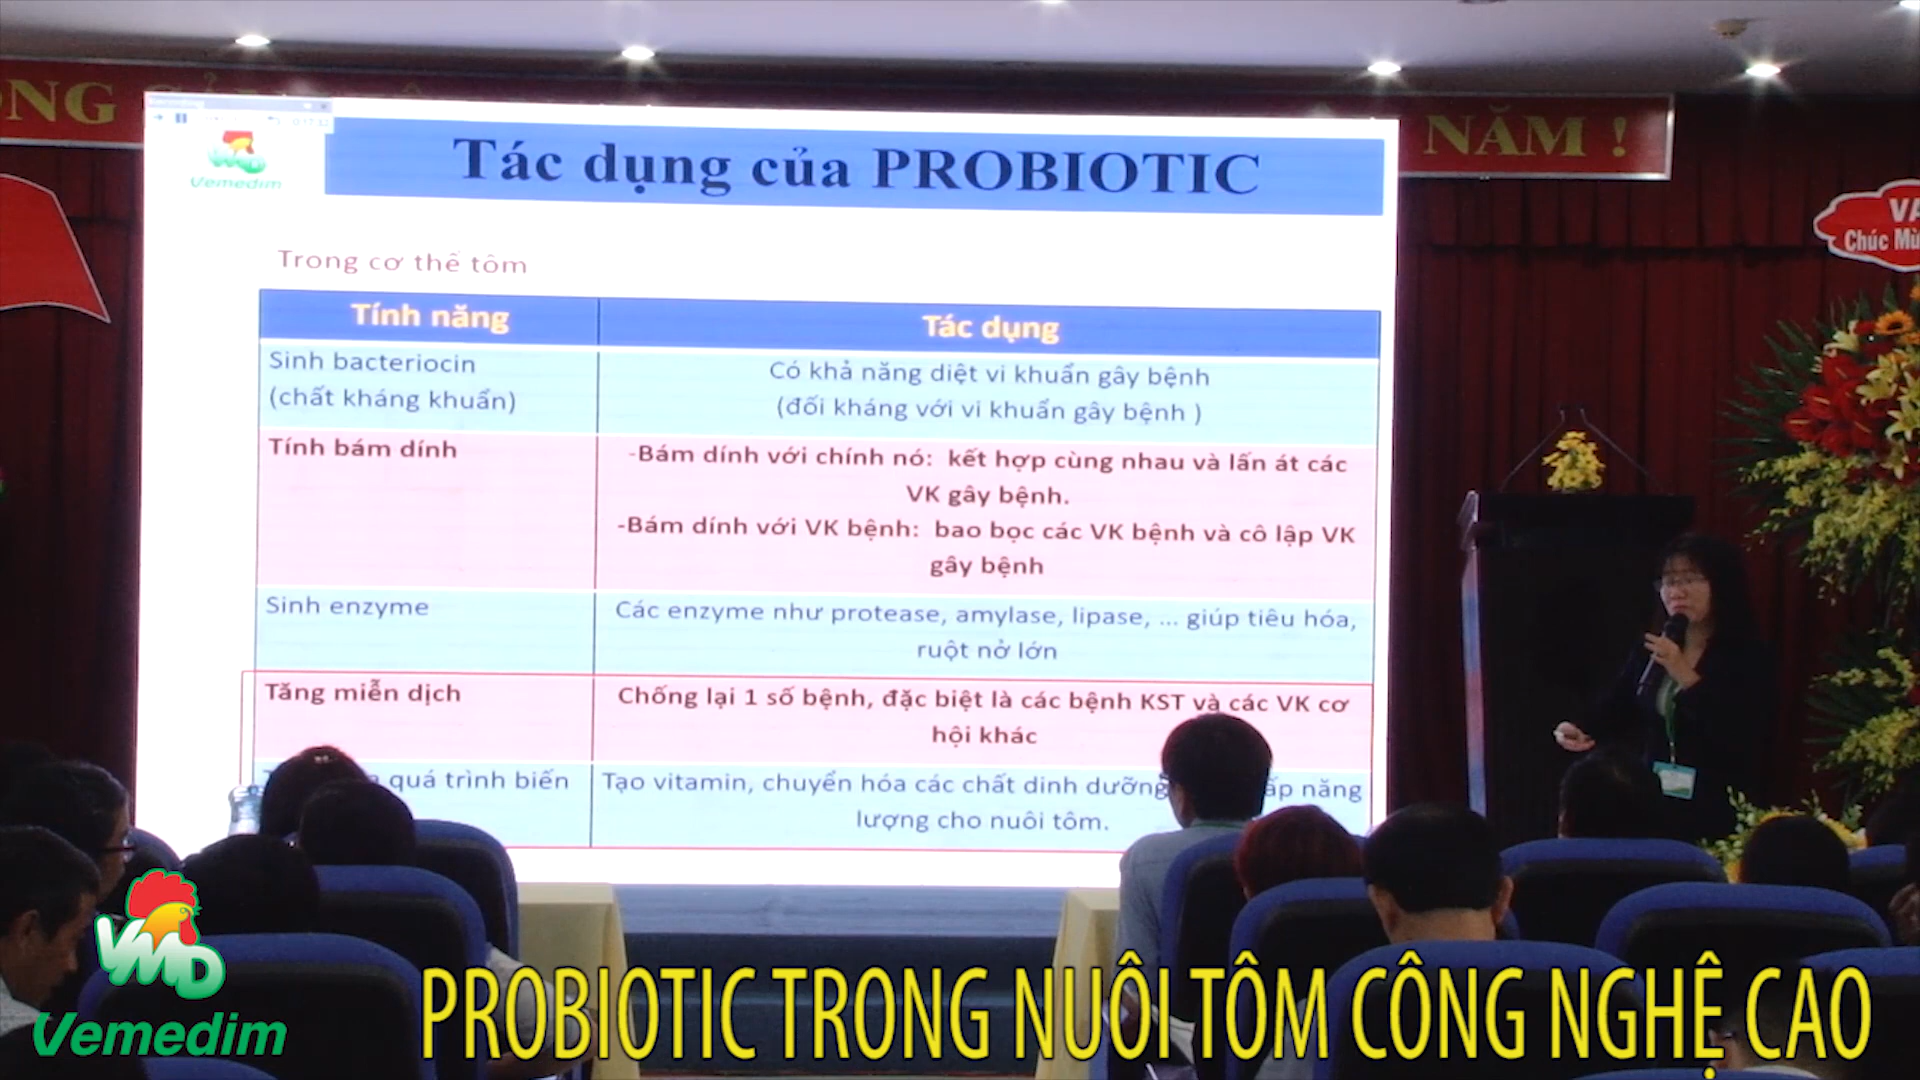 NĂM !
VMD
Vemedim
Tác dụng của PROBIOTIC
Chúc
Trong cơ thể tôm
Tính năng
Tác dụng
Sinh bacteriocin
(chất kháng khuẩn)
Có khả năng diệt vi khuẩn gây bệnh
(đối kháng với vi khuẩn gây bệnh )
Tính bám dính
-Bám dính với chính nó: kết hợp cùng nhau và lấn át các
VK gây bệnh.
-Bám dính với VK bệnh: bao bọc các VK bệnh và cô lập VK
gây bệnh
Sinh enzyme
Các enzyme như protease, amylase, lipase, ... giúp tiêu hóa,
ruột nở lớn
Tăng miễn dịch
Chống lại 1 số bệnh, đặc biệt là các bệnh KST và các VK cơ
hội khác
quá trình biến
Tạo vitamin, chuyển hóa các chất dinh dưỡng năng
lượng cho nuôi tôm.
VMD
Vemedim
PROBIOTIC TRONG NUÔI TÔM CÔNG NGHỆ CAO